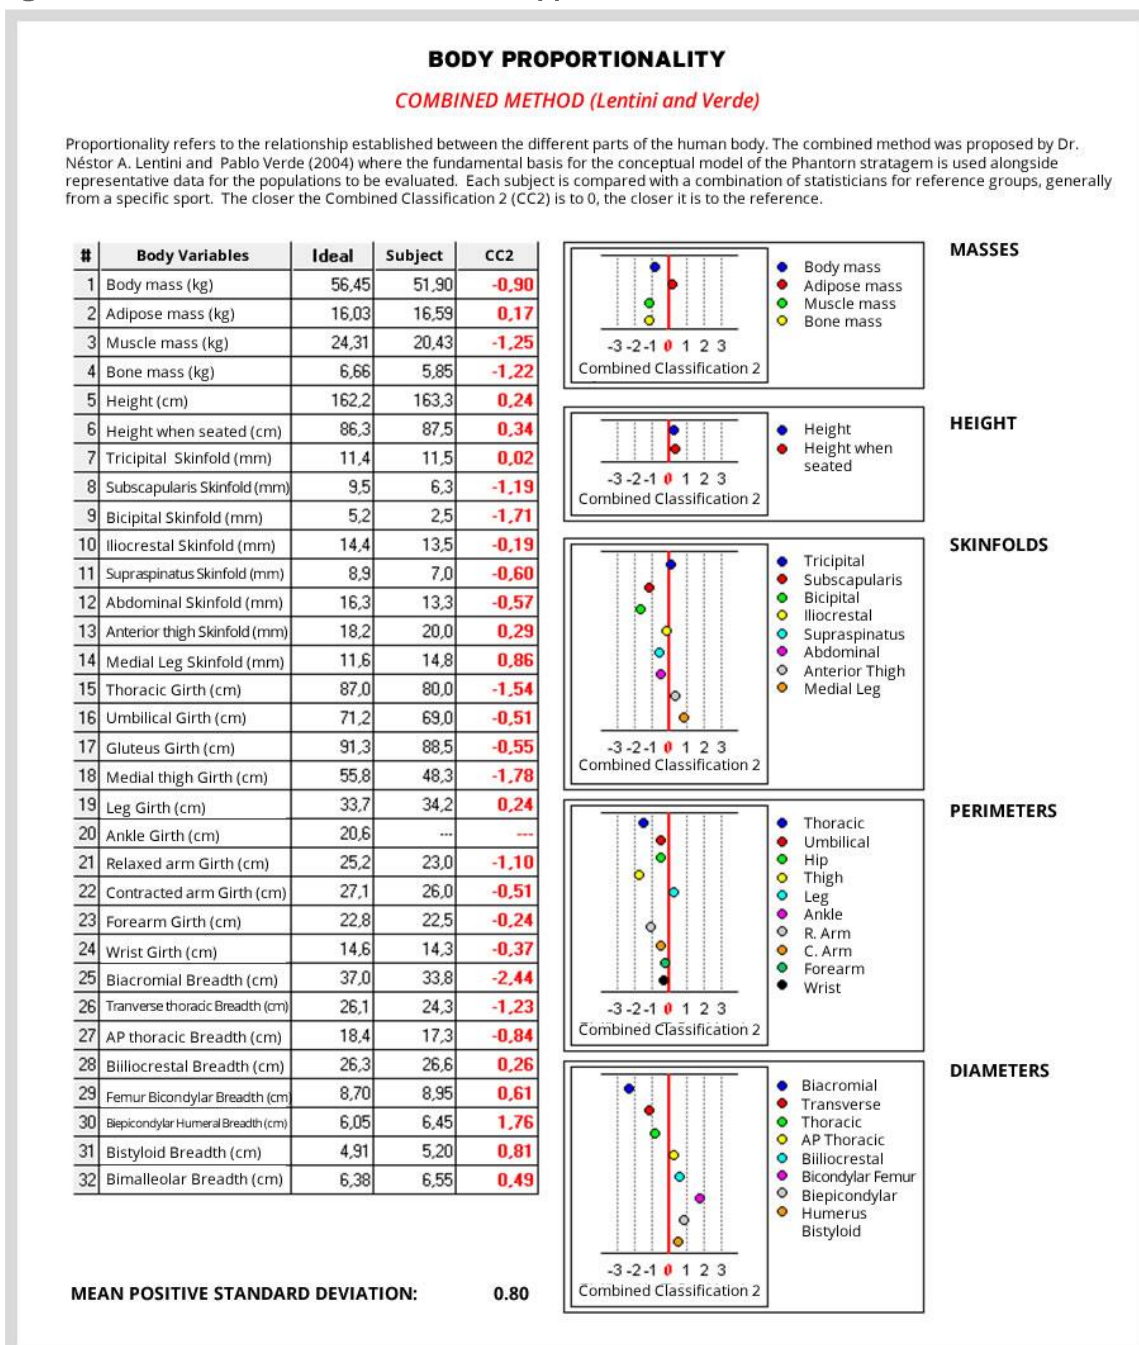 BODY PROPORTIONALITY
COMBINED METHOD (Lentini and Verde)
Proportionality refers to the relationship established between the different parts of the human body. The combined method was proposed by Dr.
Néstor A. Lentini and Pablo Verde (2004) where the fundamental basis for the conceptual model of the Phantorn stratagem is used alongside
representative data for the populations to be evaluated. Each subject is compared with a combination of statisticians for reference groups, generally
from a specific sport. The closer the Combined Classification 2 (CC2) is to 0, the closer it is to the reference.
# Body Variables Ideal Subject CC2
1 Body mass (kg) 56,45 51,90 -0,90
2 Adipose mass (kg) 16,03 16,59 0,17
3 Muscle mass (kg) 24,31 20,43 -1,25
4 Bone mass (kg) 6,66 5,85 -1,22
5 Height (cm) 162,2 163,3 0,24
6 Height when seated (cm) 86,3 87,5 0,34
7 Tricipital Skinfold (mm) 11,4 11,5 0,02
8 Subscapularis Skinfold (mm) 9,5 6,3 -1,19
9 Bicipital Skinfold (mm) 5,2 2,5 -1,71
10 Iliocrestal Skinfold (mm) 14,4 13,5 -0,19
11 Supraspinatus Skinfold (mm) 8,9 7,0 -0,60
12 Abdominal Skinfold (mm) 16,3 13,3 -0,57
13 Anterior thigh Skinfold (mm) 18,2 20,0 0,29
14 Medial Leg Skinfold (mm) 11,6 14,8 0,86
15 Thoracic Girth (cm) 87,0 80,0 -1,54
16 Umbilical Girth (cm) 71,2 69,0 -0,51
17 Gluteus Girth (cm) 91,3 88,5 -0,55
18 Medial thigh Girth (cm) 55,8 48,3 -1,78
19 Leg Girth (cm) 33,7 34,2 0,24
20 Ankle Girth (cm) 20,6 --- ---
21 Relaxed arm Girth (cm) 25,2 23,0 -1,10
22 Contracted arm Girth (cm) 27,1 26,0 -0,51
23 Forearm Girth (cm) 22,8 22,5 -0,24
24 Wrist Girth (cm) 14,6 14,3 -0,37
25 Biacromial Breadth (cm) 37,0 33,8 -2,44
26 Tranverse thoracic Breadth (cm) 26,1 24,3 -1,23
27 AP thoracic Breadth (cm) 18,4 17,3 -0,84
28 Biiliocrestal Breadth (cm) 26,3 26,6 0,26
29 Femur Bicondylar Breadth (cm 8,70 8,95 0,61
30 Biepicondylar Humeral Breadth (cm) 6,05 6,45 1,76
31 Bistyloid Breadth (cm) 4,91 5,20 0,81
32 Bimalleolar Breadth (cm) 6,38 6,55 0,49
MEAN POSITIVE STANDARD DEVIATION: 0.80
MASSES
Body mass
Adipose mass
Muscle mass
Bone mass
-3 -2 -1 0 1 2 3
Combined Classification 2
HEIGHT
Height
Height when
seated
-3 -2 -1 0 1 2 3
Combined Classification 2
SKINFOLDS
Tricipital
Subscapularis
Bicipital
Iliocrestal
Supraspinatus
Abdominal
Anterior Thigh
Medial Leg
-3 -2 -1 0 1 2 3
Combined Classification 2
PERIMETERS
Thoracic
Umbilical
Hip
Thigh
Leg
Ankle
R. Arm
C. Arm
Forearm
Wrist
-3 -2 -1 0 1 2 3
Combined Classification 2
DIAMETERS
Biacromial
Transverse
Thoracic
AP Thoracic
Biiliocrestal
Bicondylar Femur
Biepicondylar
Humerus
Bistyloid
-3 -2 -1 0 1 2 3
Combined Classification 2